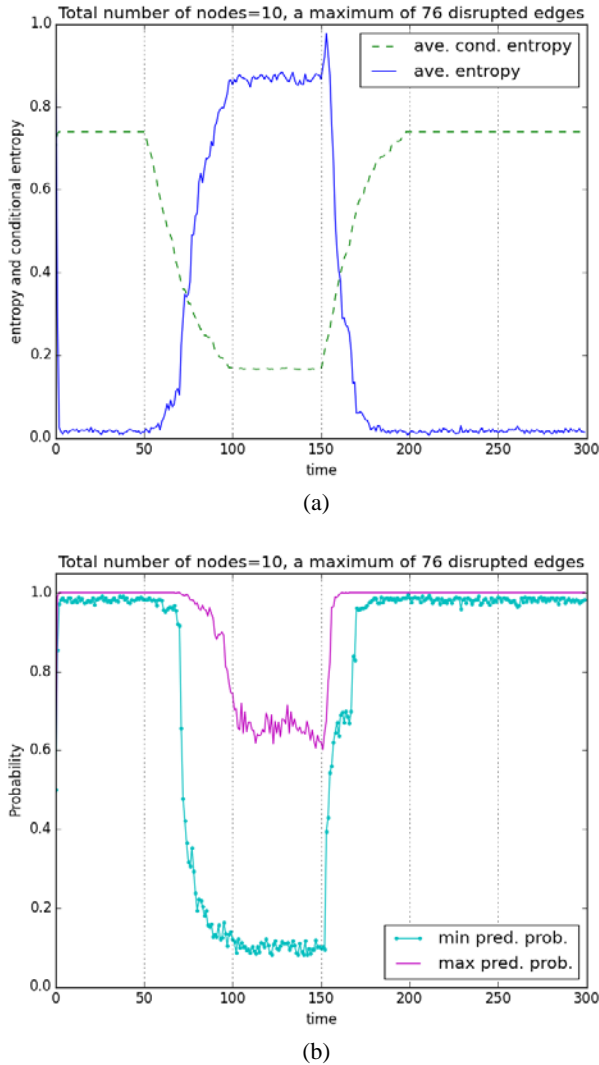 Total number of nodes=10, a maximum of 76 disrupted edges
1.0
0.8
0.6
0.4
0.2
0.0
entropy and conditional entropy
ave. cond. entropy
ave. entropy
0 50 100 150 200 250 300
time
(a)
Total number of nodes=10, a maximum of 76 disrupted edges
1.0
0.8
0.6
0.4
0.2
0.0
Probability
min pred. prob.
max pred. prob.
0 50 100 150 200 250 300
time
(b)